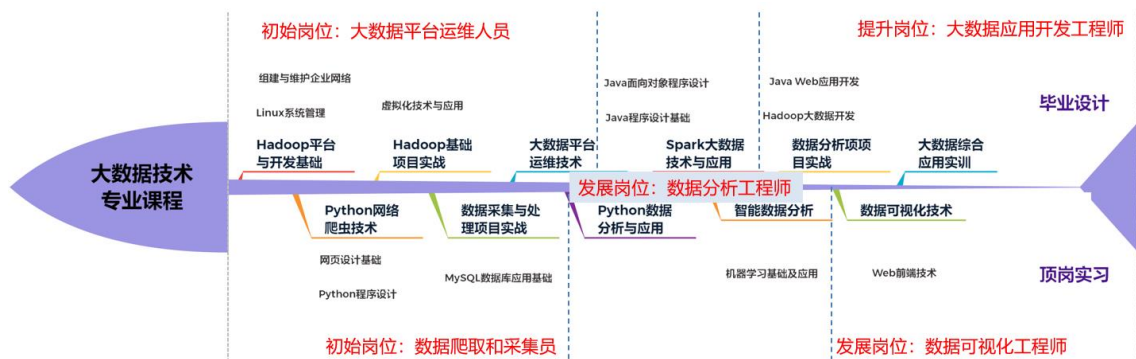 初始岗位：大数据平台运维人员
提升岗位：大数据应用开发工程师
组建与维护企业网络
Linux系统管理
虚拟化技术与应用
Java面向对象程序设计
Java程序设计基础
Java Web应用开发
Hadoop大数据开发
毕业设计
Hadoop平台
与开发基础
Hadoop基础
项目实战
大数据平台
运维技术
Spark大数据
技术与应用
数据分析项项
目实战
大数据综合
应用实训
大数据技术
专业课程
发展岗位：数据分析工程师
Python网络
爬虫技术
数据采集与处
理项目实战
Python数据
分析与应用
智能数据分析
数据可视化技术
网页设计基础
Python程序设计
MySQL数据库应用基础
机器学习基础及应用
Web前端技术
顶岗实习
初始岗位：数据爬取和采集员
发展岗位：数据可视化工程师